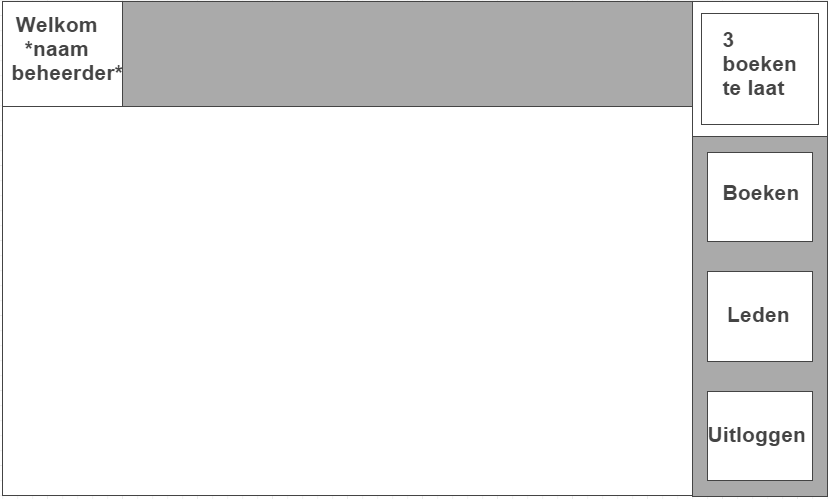 Welkom
*naam
beheerder*
3
boeken
te laat
Boeken
Leden
Uitloggen